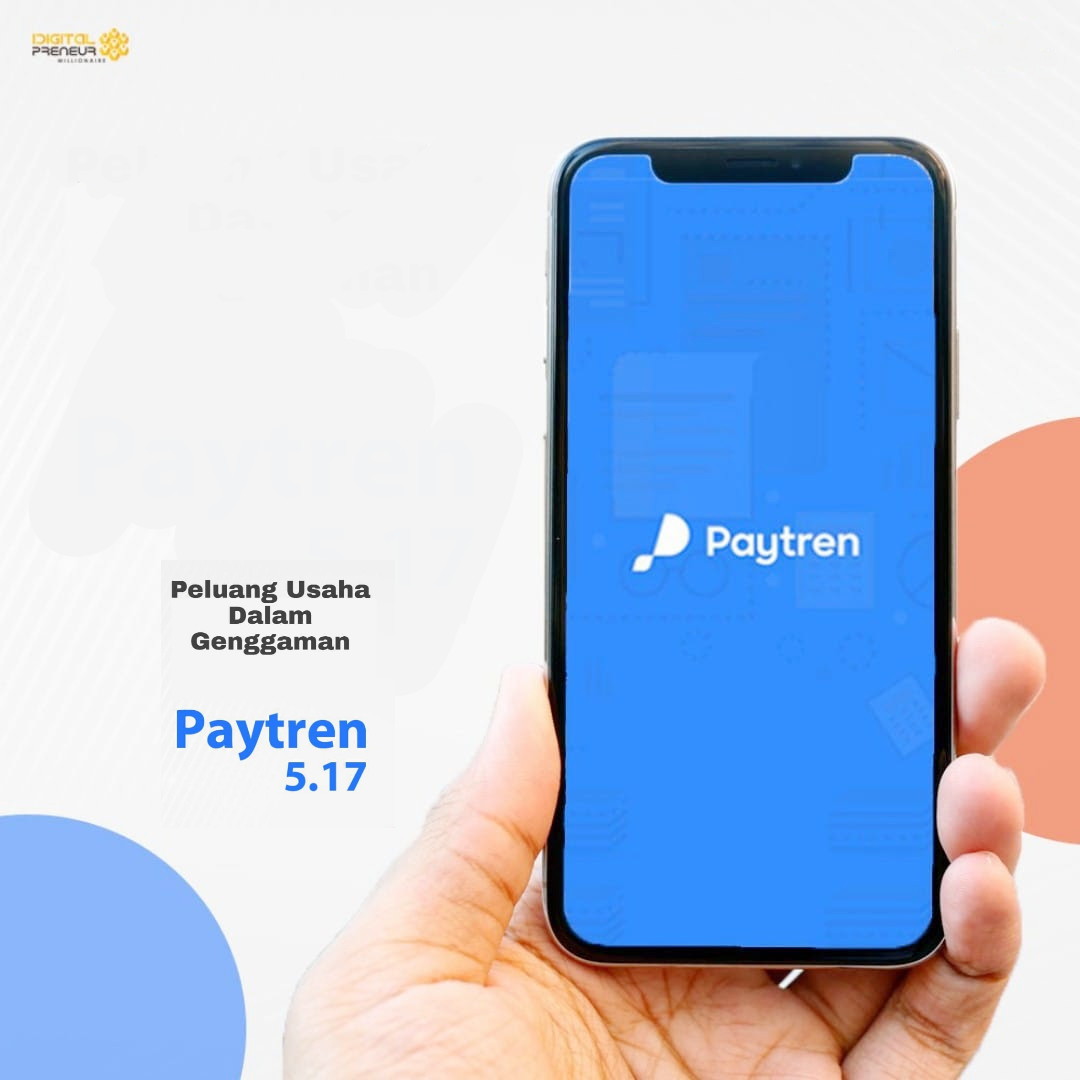 DIGITAL
PRENEUR
MILLIONAIRE
Peluang Usaha
Dalam
Genggaman
Paytren
5.17
Paytren